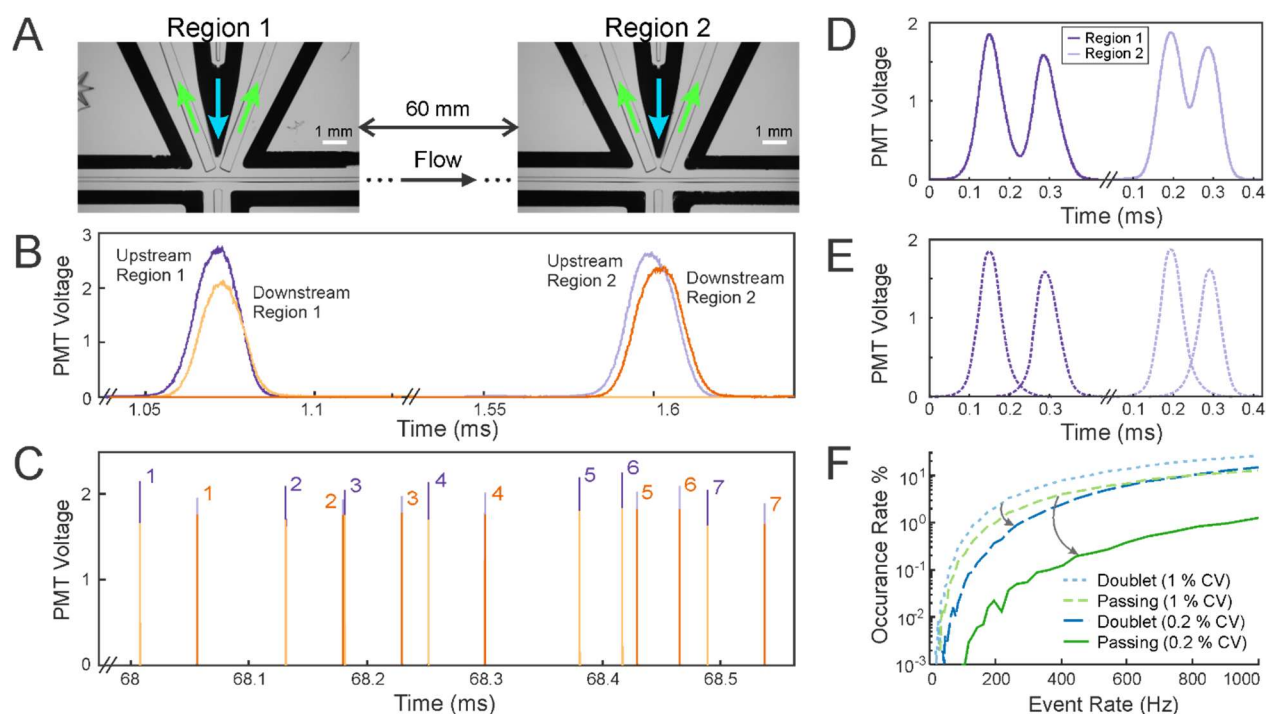 A
Region 1
Region 2
60 mm
Flow
1 mm
1 mm
B
PMT Voltage
3
2
1
0
Upstream
Region 1
Downstream
Region 1
Upstream
Region 2
Downstream
Region 2
1.05
1.1
1.55
1.6
Time (ms)
C
PMT Voltage
2
1
0
1
1
2
2
3
3
4
4
5
6
5
6
7
7
68
68.1
68.2
68.3
68.4
68.5
Time (ms)
D
PMT Voltage
2
1
0
Region 1
Region 2
0
0.1
0.2
0.3
0.1
0.2
0.3
0.4
Time (ms)
E
PMT Voltage
2
1
0
0
0.1
0.2
0.3
0.1
0.2
0.3
0.4
Time (ms)
F
Occurance Rate %
10¹
10⁰
10⁻¹
10⁻²
10⁻³
Doublet (1 % CV)
Passing (1 % CV)
Doublet (0.2 % CV)
Passing (0.2 % CV)
0
200
400
600
800
1000
Event Rate (Hz)